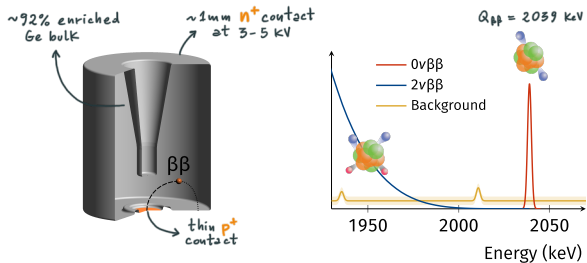 ~92% enriched
Ge bulk
~1mm n+ contact
at 3-5 kV
ββ
thin p+
contact
Qββ = 2039 keV
0νββ
2νββ
Background
1950
2000
2050
Energy (keV)